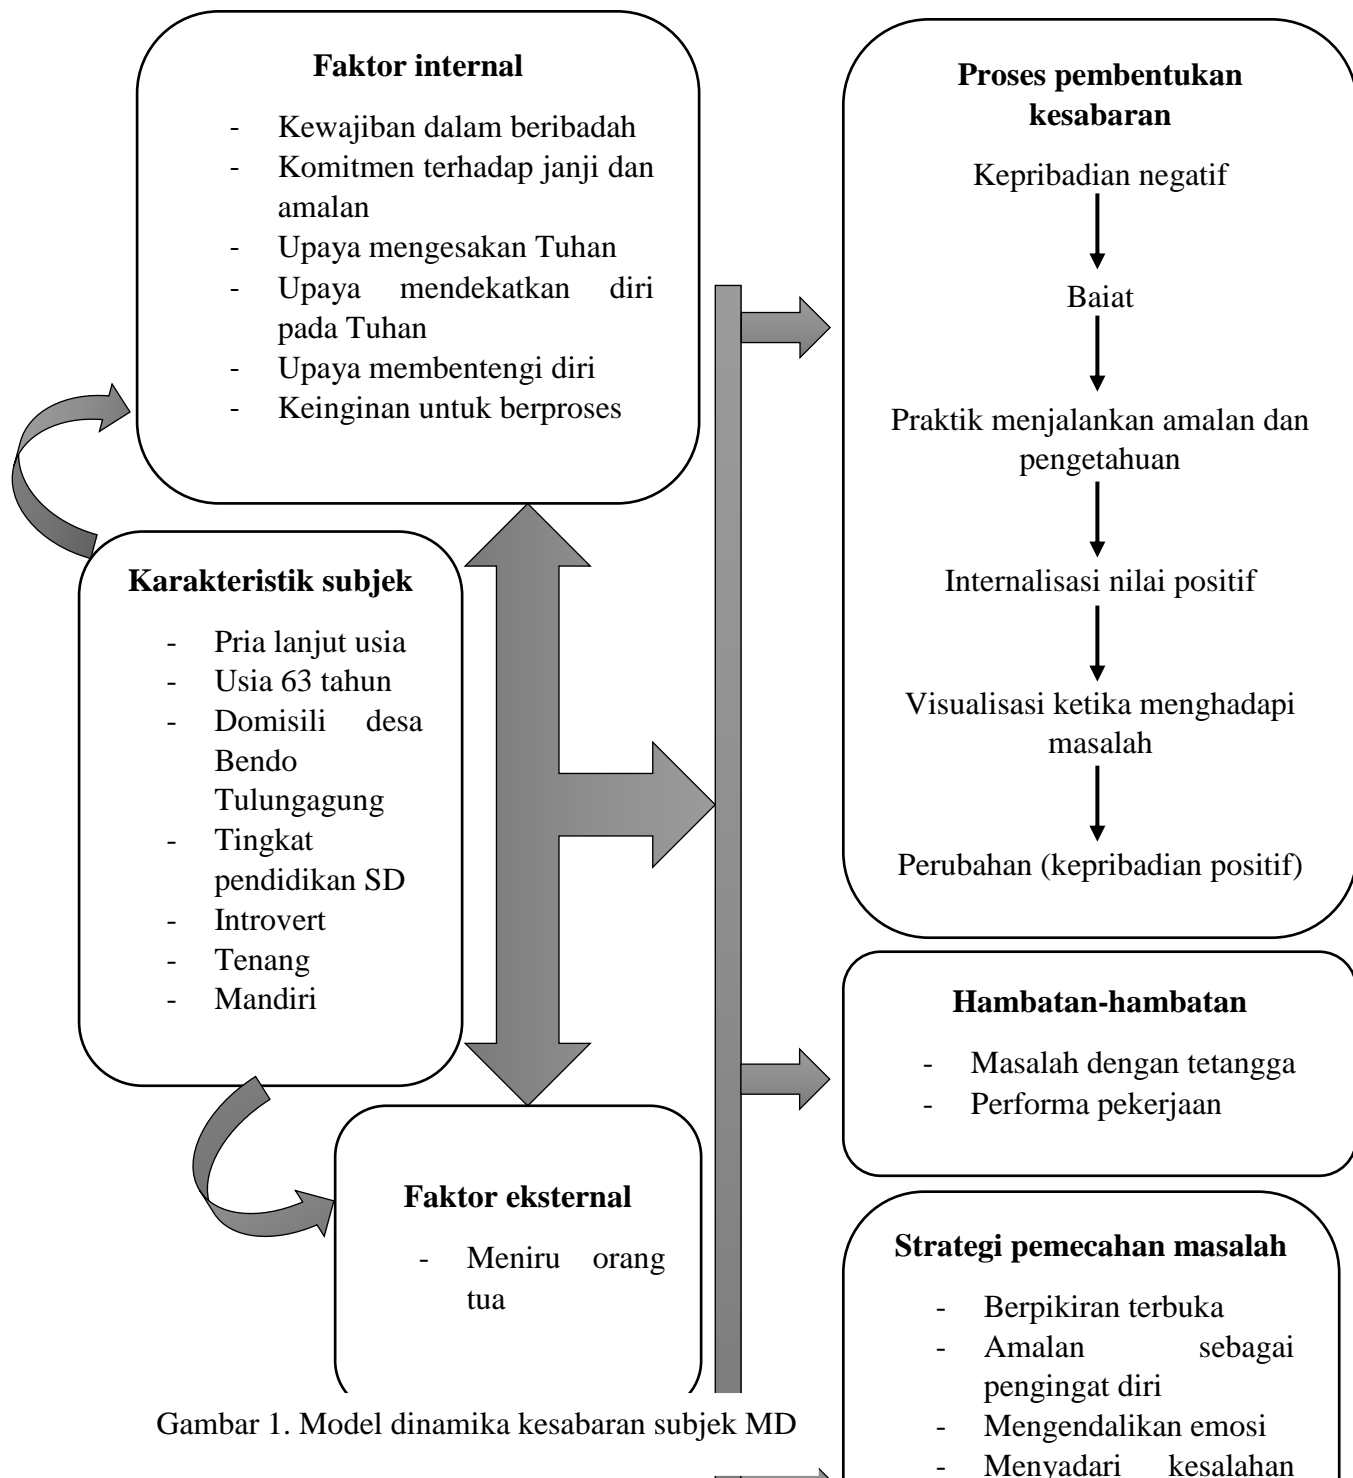 Faktor internal
- Kewajiban dalam beribadah
- Komitmen terhadap janji dan
amalan
- Upaya mengesakan Tuhan
- Upaya mendekatkan diri
pada Tuhan
- Upaya membentengi diri
- Keinginan untuk berproses
Karakteristik subjek
- Pria lanjut usia
- Usia 63 tahun
- Domisili desa
Bendo
Tulungagung
- Tingkat
pendidikan SD
- Introvert
- Tenang
- Mandiri
Faktor eksternal
- Meniru orang
tua
Proses pembentukan
kesabaran
Kepribadian negatif
Baiat
Praktik menjalankan amalan dan
pengetahuan
Internalisasi nilai positif
Visualisasi ketika menghadapi
masalah
Perubahan (kepribadian positif)
Hambatan-hambatan
- Masalah dengan tetangga
- Performa pekerjaan
Strategi pemecahan masalah
- Berpikiran terbuka
- Amalan sebagai
pengingat diri
- Mengendalikan emosi
- Menyadari kesalahan
Gambar 1. Model dinamika kesabaran subjek MD